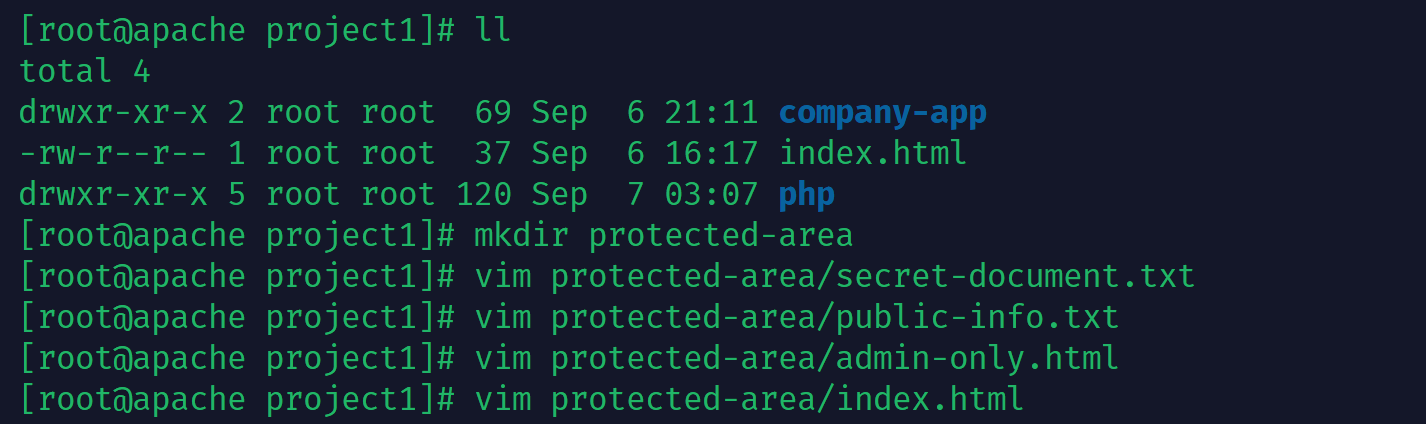 [root@apache project1]# ll
total 4
drwxr-xr-x 2 root root  69 Sep  6 21:11 company-app
-rw-r--r-- 1 root root  37 Sep  6 16:17 index.html
drwxr-xr-x 5 root root 120 Sep  7 03:07 php
[root@apache project1]# mkdir protected-area
[root@apache project1]# vim protected-area/secret-document.txt
[root@apache project1]# vim protected-area/public-info.txt
[root@apache project1]# vim protected-area/admin-only.html
[root@apache project1]# vim protected-area/index.html